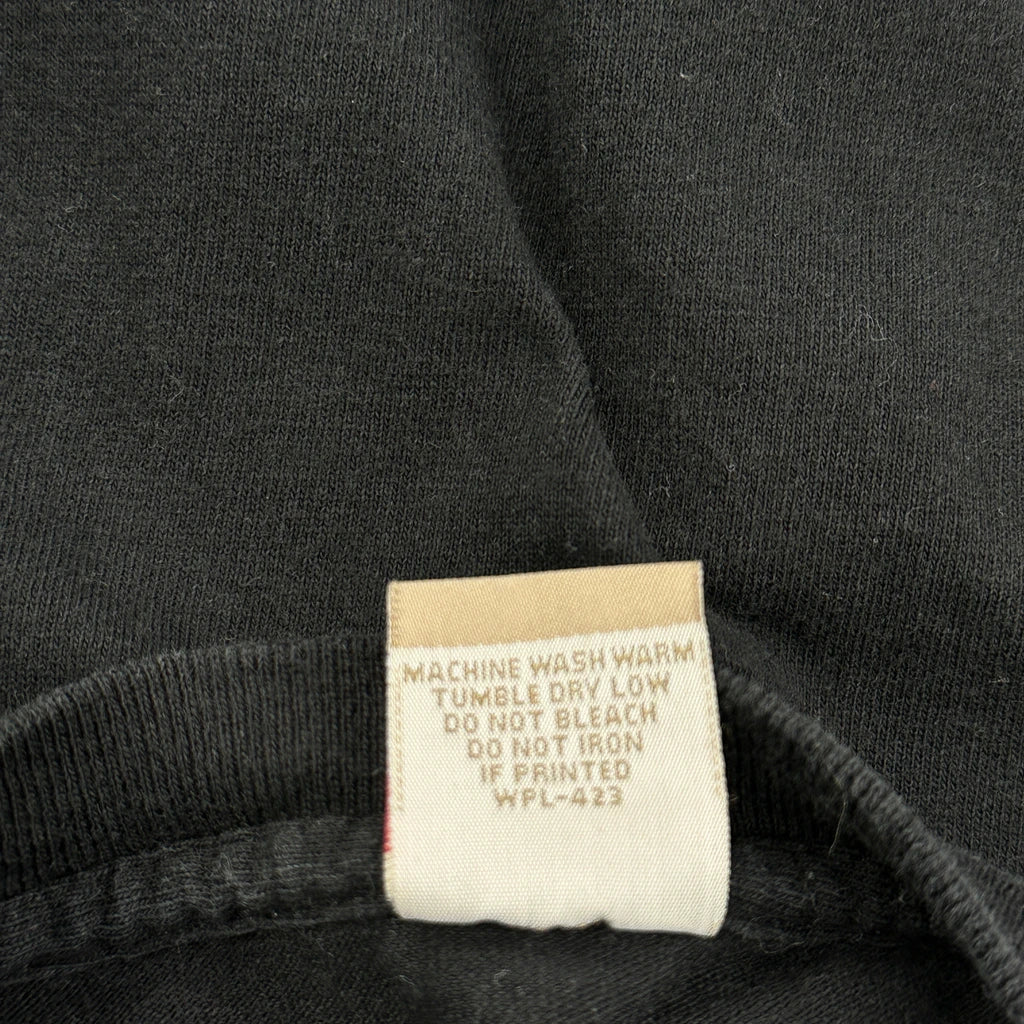 MACHINE WASH WARM
TUMBLE DRY LOW
DO NOT BLEACH
DO NOT IRON
IF PRINTED
WPL-423